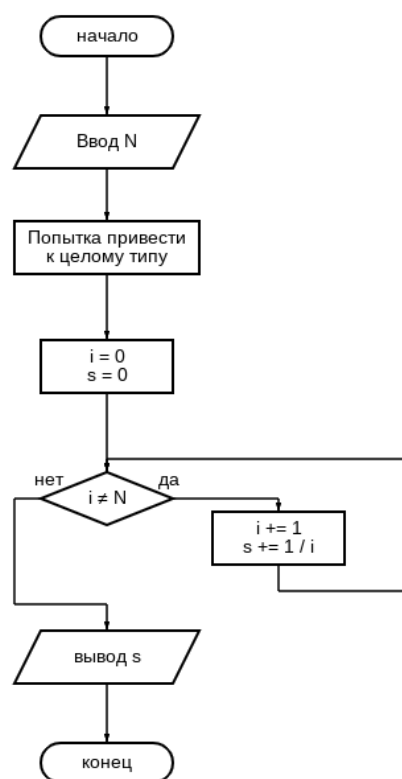 начало
Ввод N
Попытка привести
к целому типу
i = 0
s = 0
нет
да
i ≠ N
i += 1
s += 1 / i
вывод s
конец